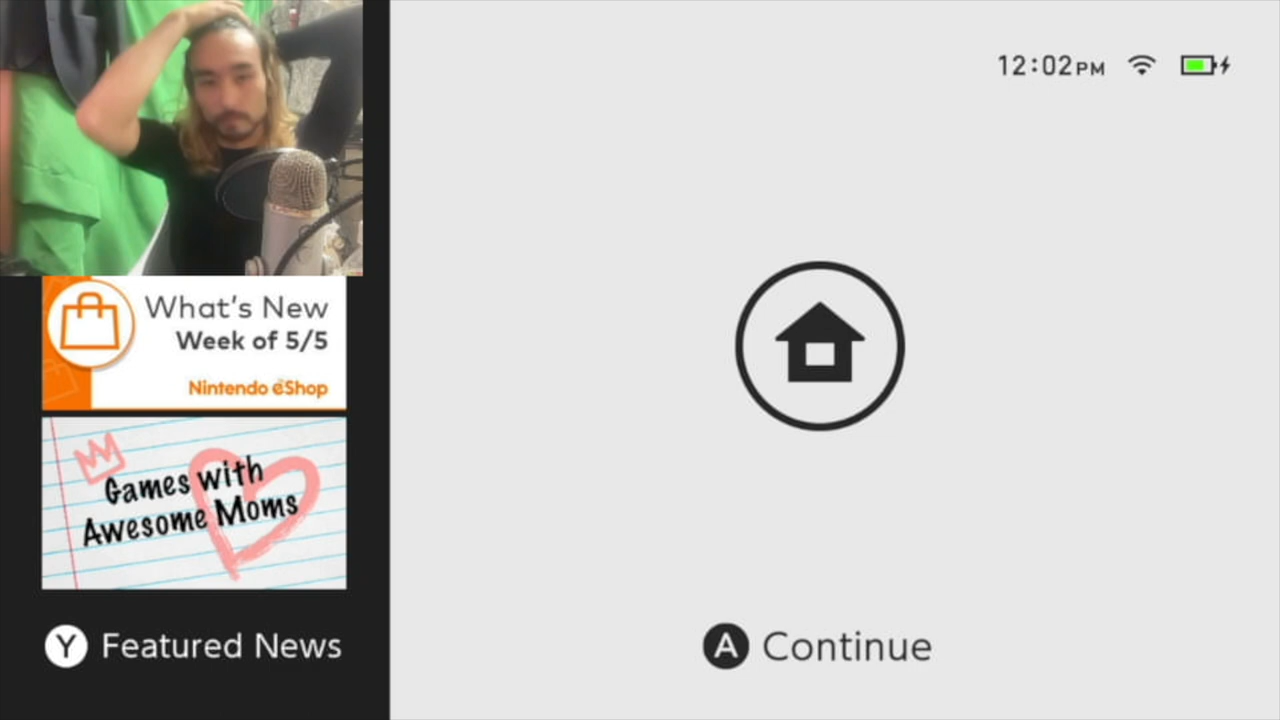 12:02PM
What's New
Week of 5/5
Nintendo eShop
Games with
Awesome Moms
Y Featured News
A Continue